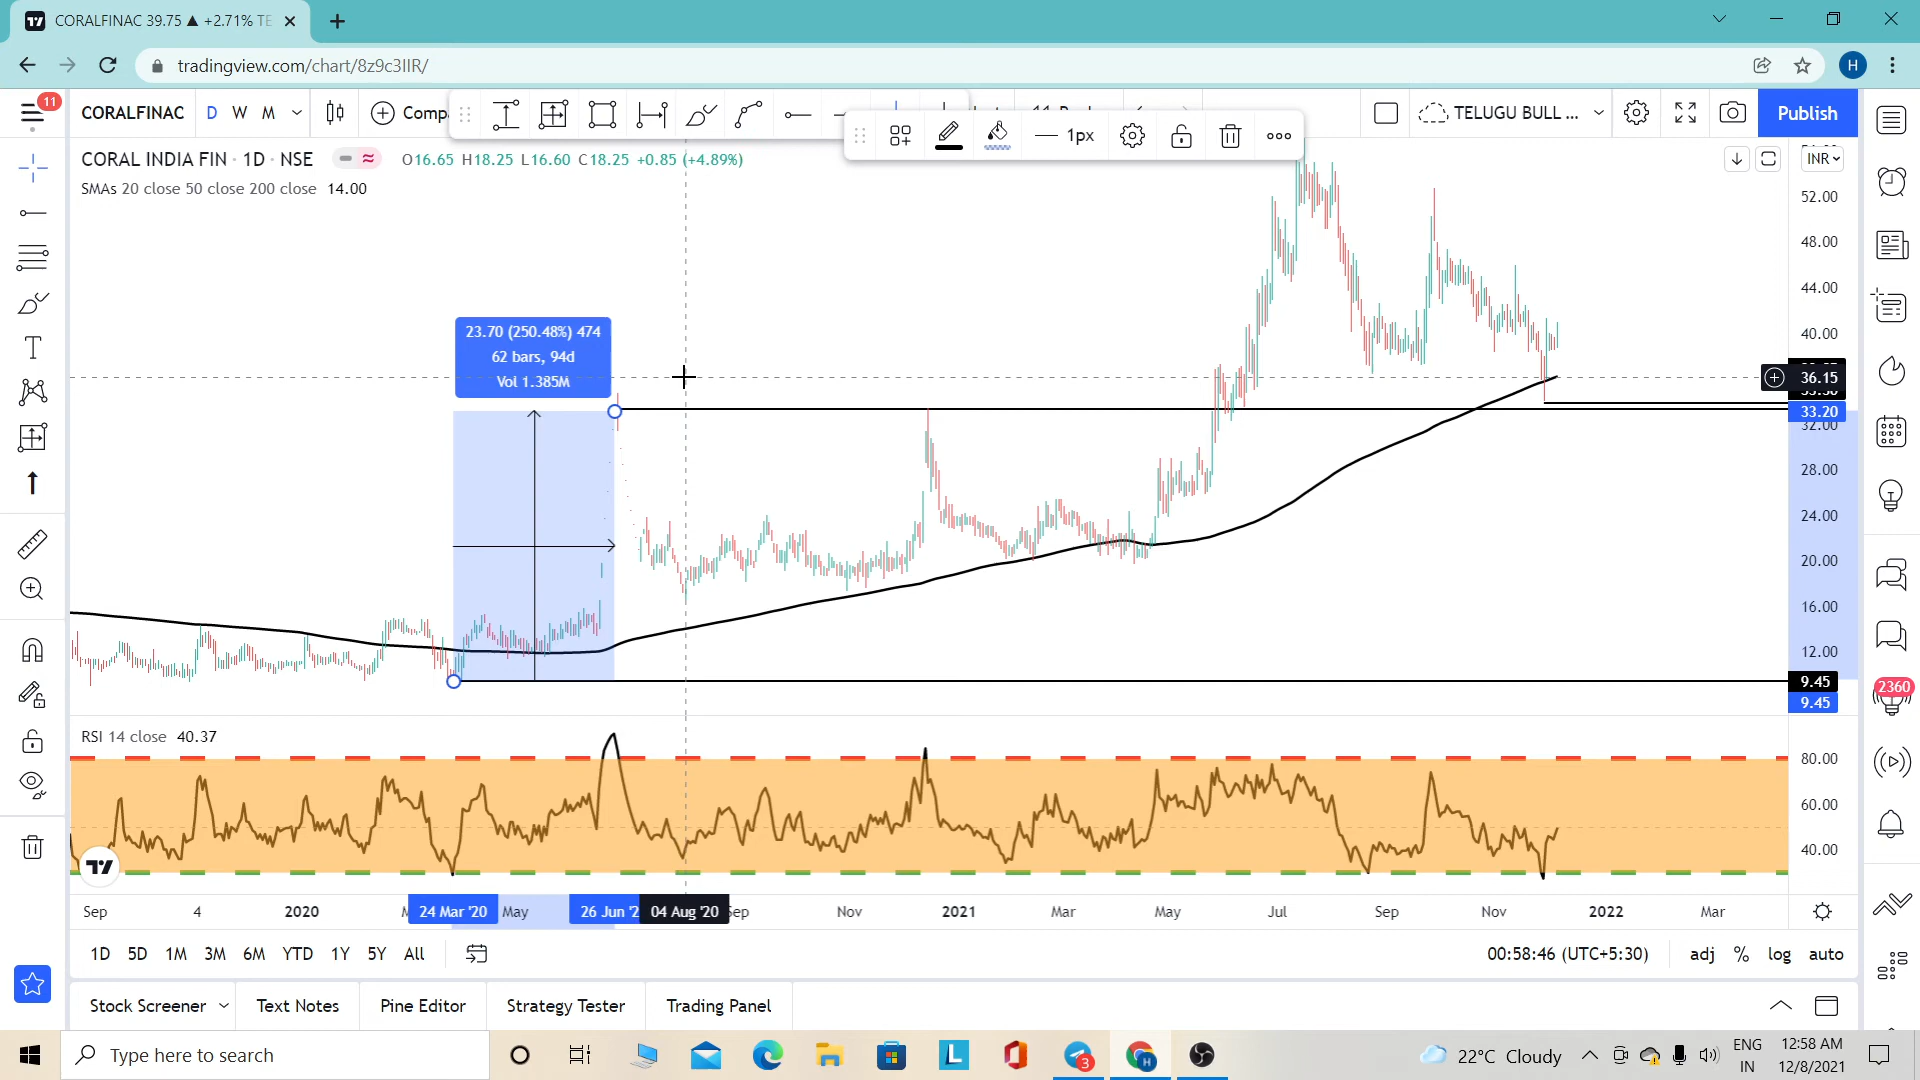 CORALFINAC 39.75 ▲ +2.71% TE
tradingview.com/chart/8z9c3IIR/
H
11
CORALFINAC D W M
Comp
1px
TELUGU BULL ...
Publish
CORAL INDIA FIN · 1D · NSE
O16.65 H18.25 L16.60 C18.25 +0.85 (+4.89%)
INR
SMAs 20 close 50 close 200 close 14.00
52.00
48.00
44.00
40.00
36.15
33.20
32.00
28.00
24.00
20.00
16.00
12.00
9.45
9.45
23.70 (250.48%) 474
62 bars, 94d
Vol 1.385M
2360
RSI 14 close 40.37
80.00
60.00
40.00
Sep 4 2020 24 Mar '20 May 26 Jun '2 04 Aug '20 Sep Nov 2021 Mar May Jul Sep Nov 2022 Mar
1D 5D 1M 3M 6M YTD 1Y 5Y All
00:58:46 (UTC+5:30) adj % log auto
Stock Screener Text Notes Pine Editor Strategy Tester Trading Panel
Type here to search
L
3
22°C Cloudy
ENG
IN
12:58 AM
12/8/2021